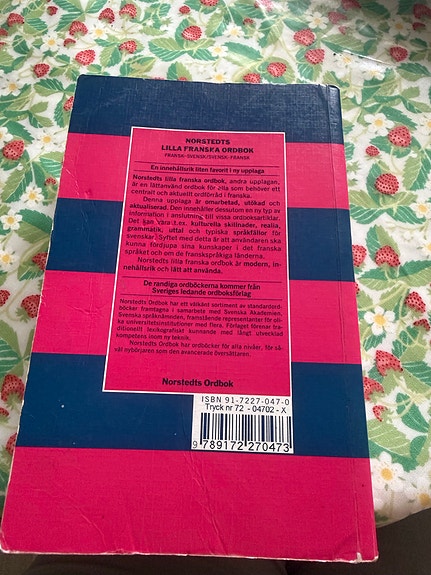 NORSTEDTS
LILLA FRANSKA ORDBOK
FRANSK-SVENSK/SVENSK-FRANSK
En innehållsrik liten favorit i ny upplaga
Norstedts lilla franska ordbok, andra upplagan,
är en lättanvänd ordbok för alla som behöver ett
centralt och aktuellt ordförråd i franska.
Denna upplaga är omarbetad, utökad och
aktualiserad. Den innehåller dessutom en ny typ av
information i anslutning till vissa ordboksartiklar.
Det kan vara t.ex. kulturella skillnader, realia,
grammatik, uttal och typiska språkfällor för
svenskar. Syftet med detta är att användaren ska
kunna fördjupa sina kunskaper i det franska
språket och om de franskspråkiga länderna.
Norstedts lilla franska ordbok är modern, in-
nehållsrik och lätt att använda.
De randiga ordböckerna kommer från
Sveriges ledande ordboksförlag
Norstedts Ordbok har ett välkänt sortiment av standardord-
böcker framtagna i samarbete med Svenska Akademien,
Svenska språknämnden, framstående representanter för oli-
ka universitetsinstitutioner med flera. Förlaget förenar tra-
ditionellt lexikografiskt kunnande med långt utvecklad
kompetens inom ny teknik.
Norstedts Ordbok har ordböcker för alla nivåer, för så-
väl nybörjaren som den avancerade översättaren.
Norstedts Ordbok
ISBN 91-7227-047-0
Tryck nr 72 - 04702 - X
9 789172 270473